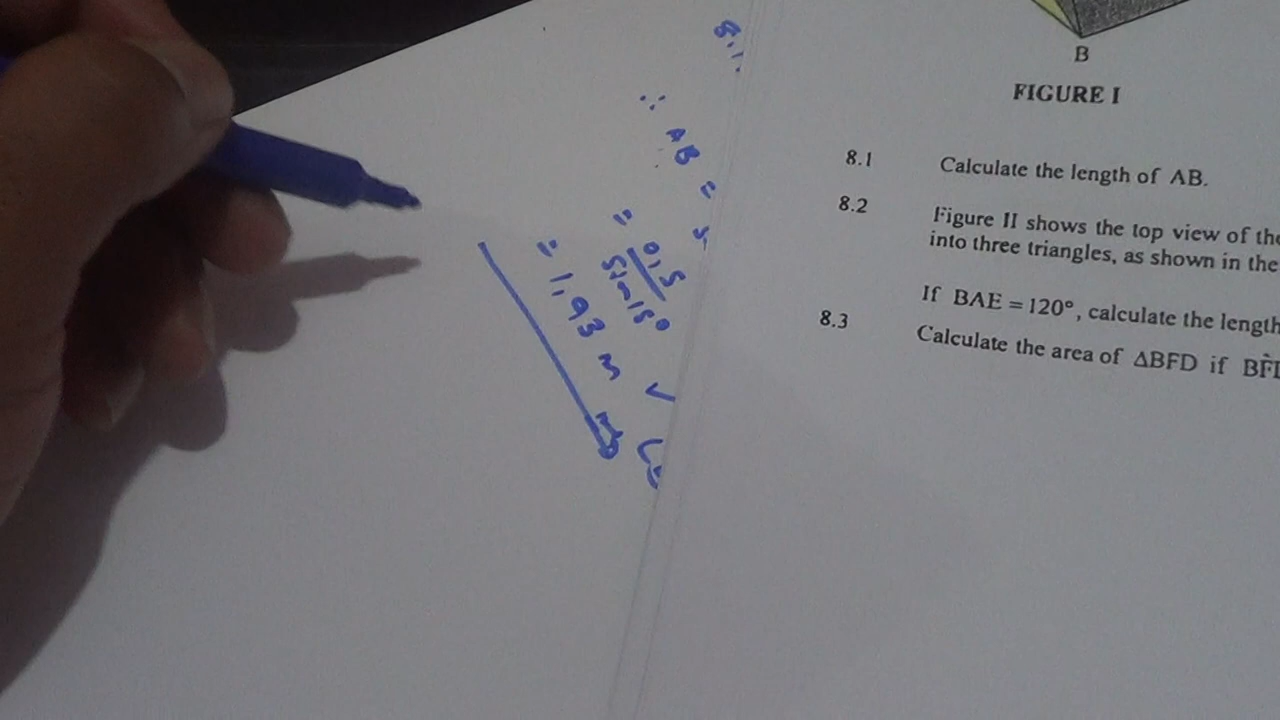 8.1.
∴ AB =
= 0,5 / sin 15°
= 1,93 m ✓
B
FIGURE I
8.1 Calculate the length of AB.
8.2 Figure II shows the top view of the
into three triangles, as shown in the
If BAE = 120°, calculate the length
8.3 Calculate the area of ΔBFD if